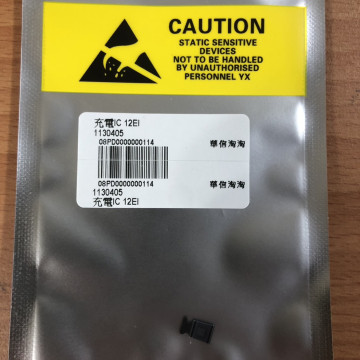 CAUTION
STATIC SENSITIVE
DEVICES
NOT TO BE HANDLED
BY UNAUTHORISED
PERSONNEL YX
充電IC 12EI
1130405
08PD0000000114
華信淘淘
08PD0000000114
華信淘淘
1130405
充電IC 12EI